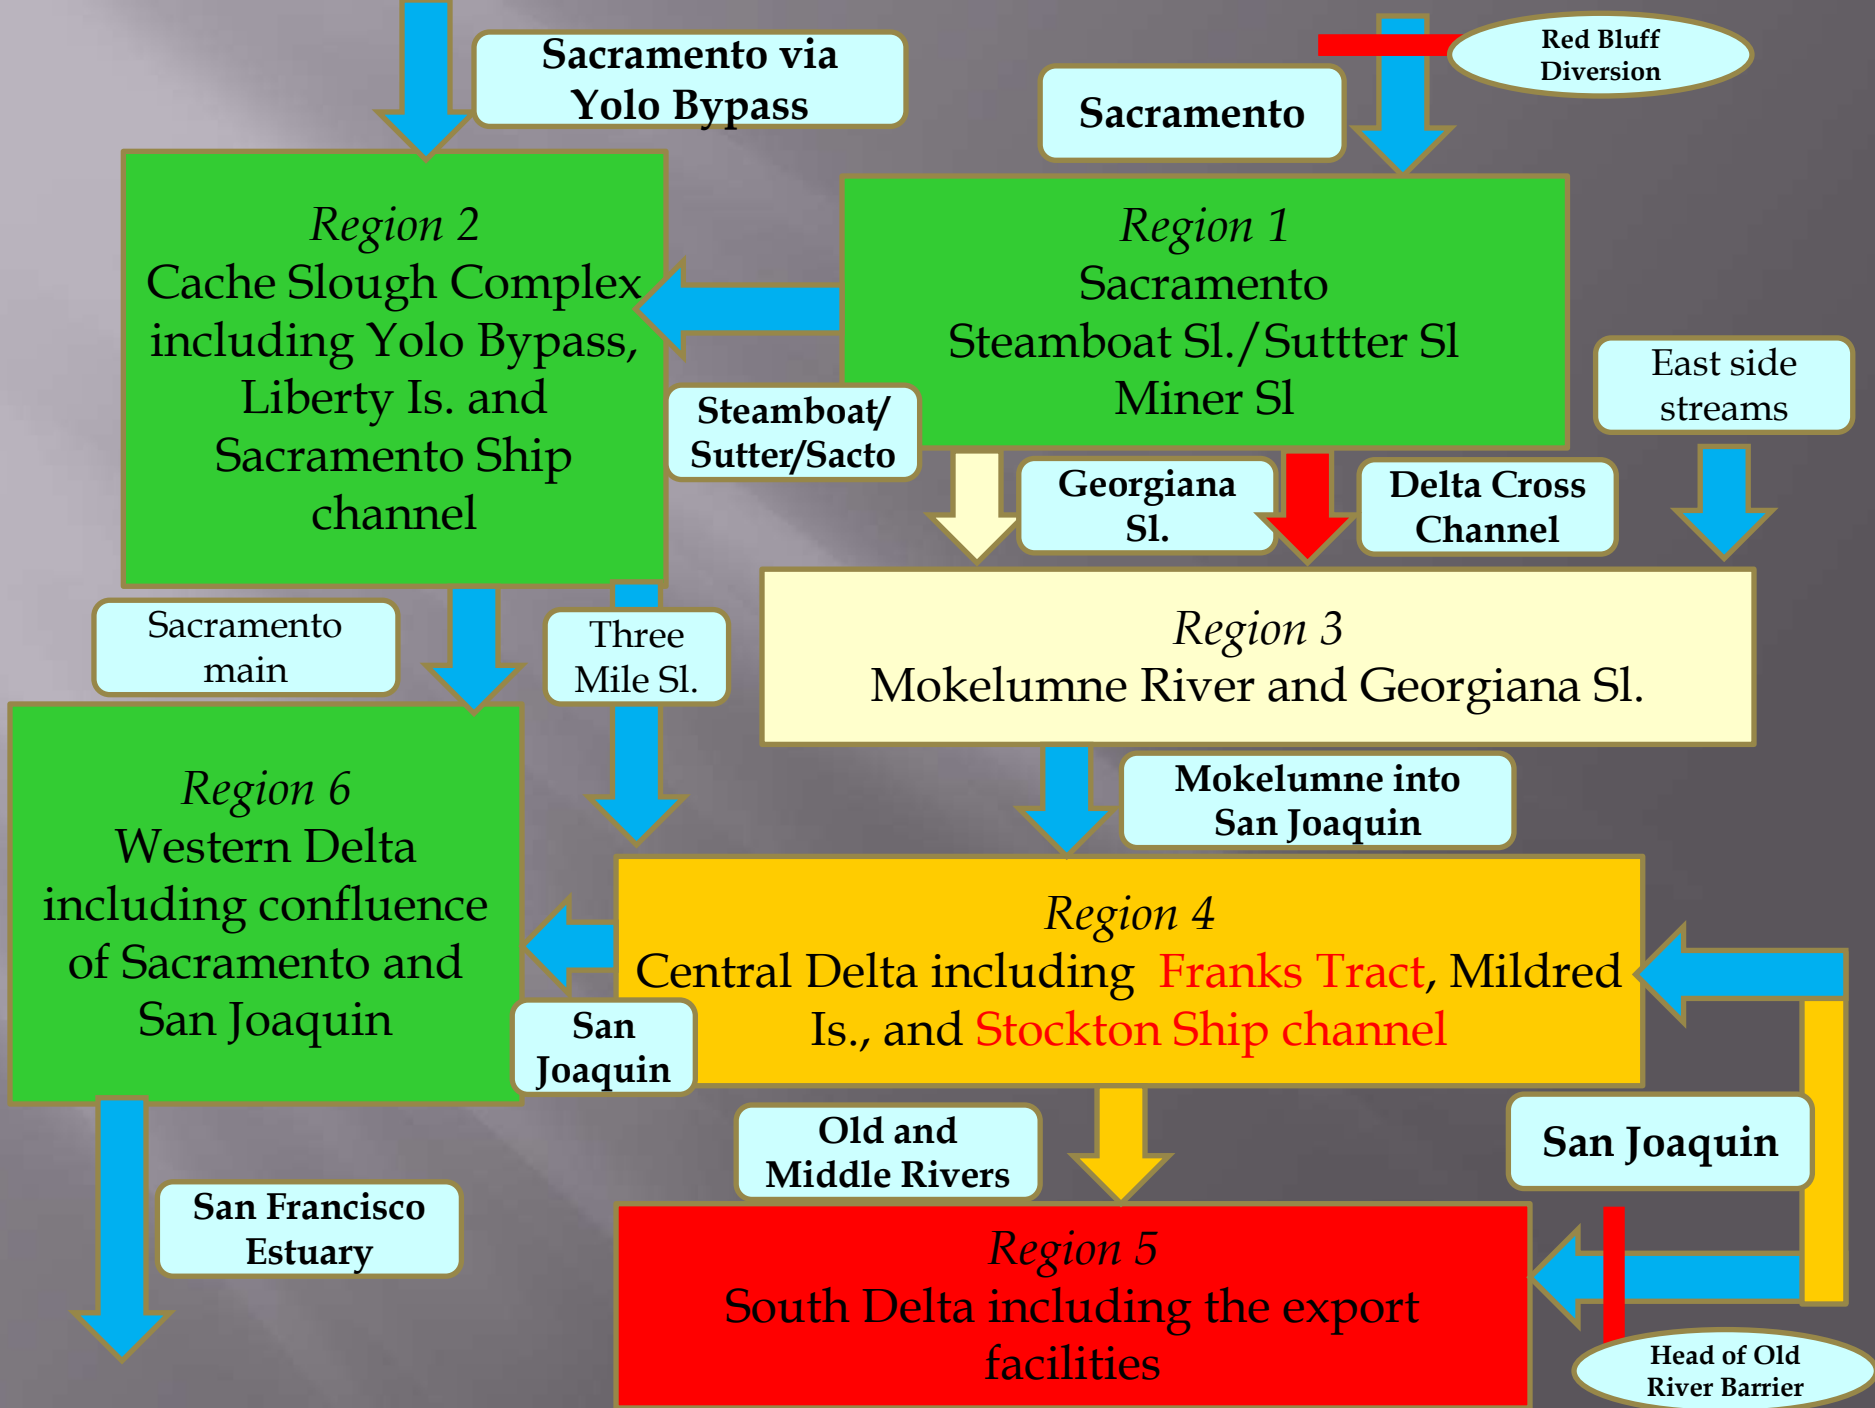 Sacramento via
Yolo Bypass
Sacramento
Red Bluff
Diversion
Region 2
Cache Slough Complex
including Yolo Bypass,
Liberty Is. and
Sacramento Ship
channel
Region 1
Sacramento
Steamboat Sl./Suttter Sl
Miner Sl
East side
streams
Steamboat/
Sutter/Sacto
Georgiana
Sl.
Delta Cross
Channel
Sacramento
main
Three
Mile Sl.
Region 3
Mokelumne River and Georgiana Sl.
Mokelumne into
San Joaquin
Region 6
Western Delta
including confluence
of Sacramento and
San Joaquin
Region 4
Central Delta including Franks Tract, Mildred
Is., and Stockton Ship channel
San
Joaquin
Old and
Middle Rivers
San Joaquin
San Francisco
Estuary
Region 5
South Delta including the export
facilities
Head of Old
River Barrier